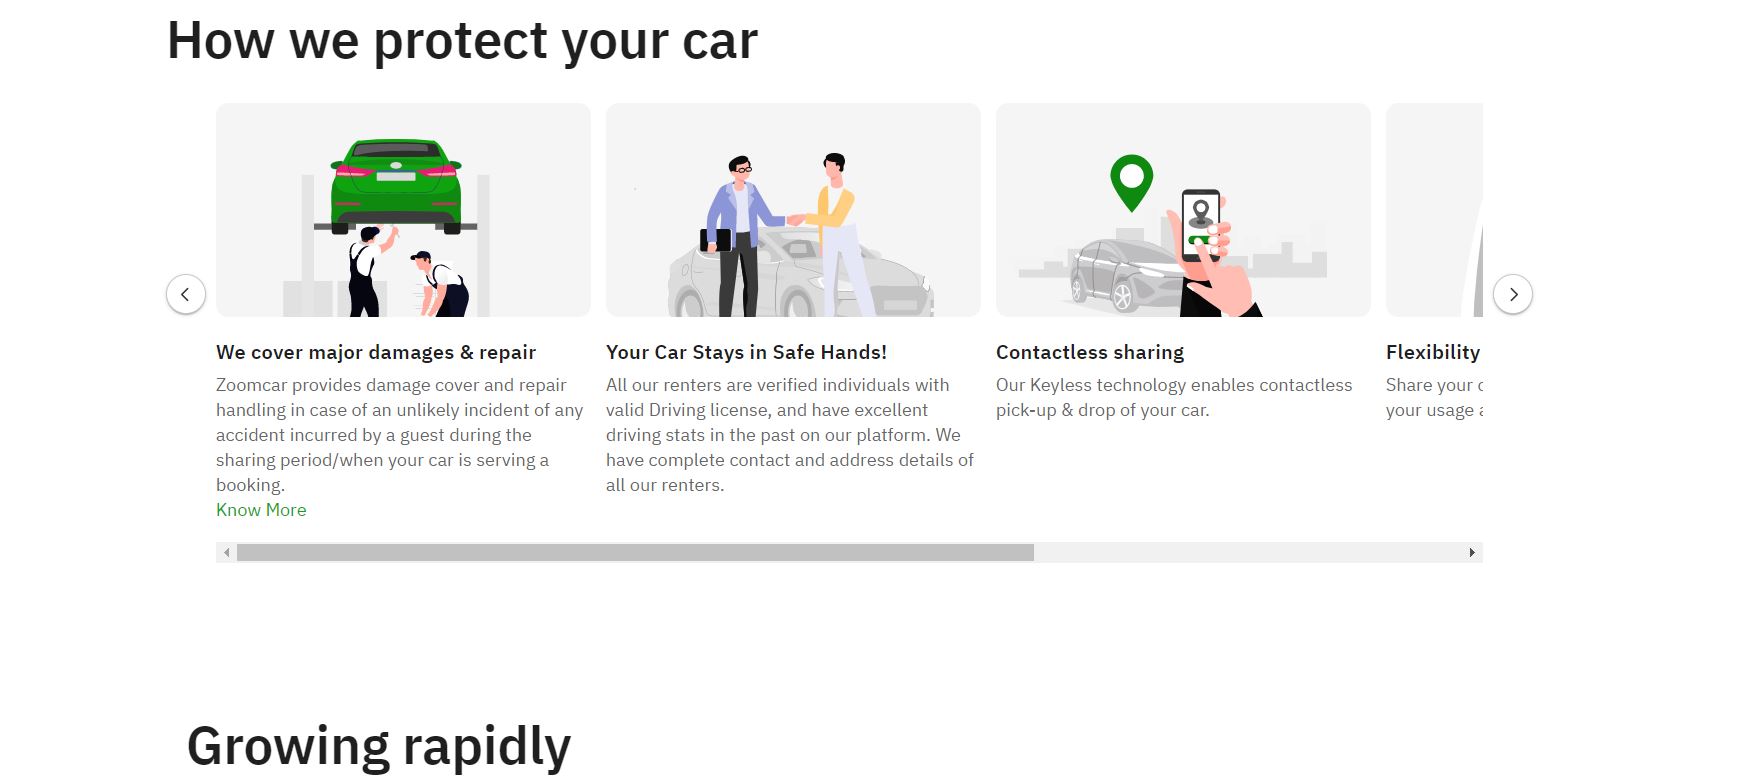 How we protect your car
We cover major damages & repair
Zoomcar provides damage cover and repair
handling in case of an unlikely incident of any
accident incurred by a guest during the
sharing period/when your car is serving a
booking.
Know More
Your Car Stays in Safe Hands!
All our renters are verified individuals with
valid Driving license, and have excellent
driving stats in the past on our platform. We
have complete contact and address details of
all our renters.
Contactless sharing
Our Keyless technology enables contactless
pick-up & drop of your car.
Flexibility
Share your
your usage
Growing rapidly